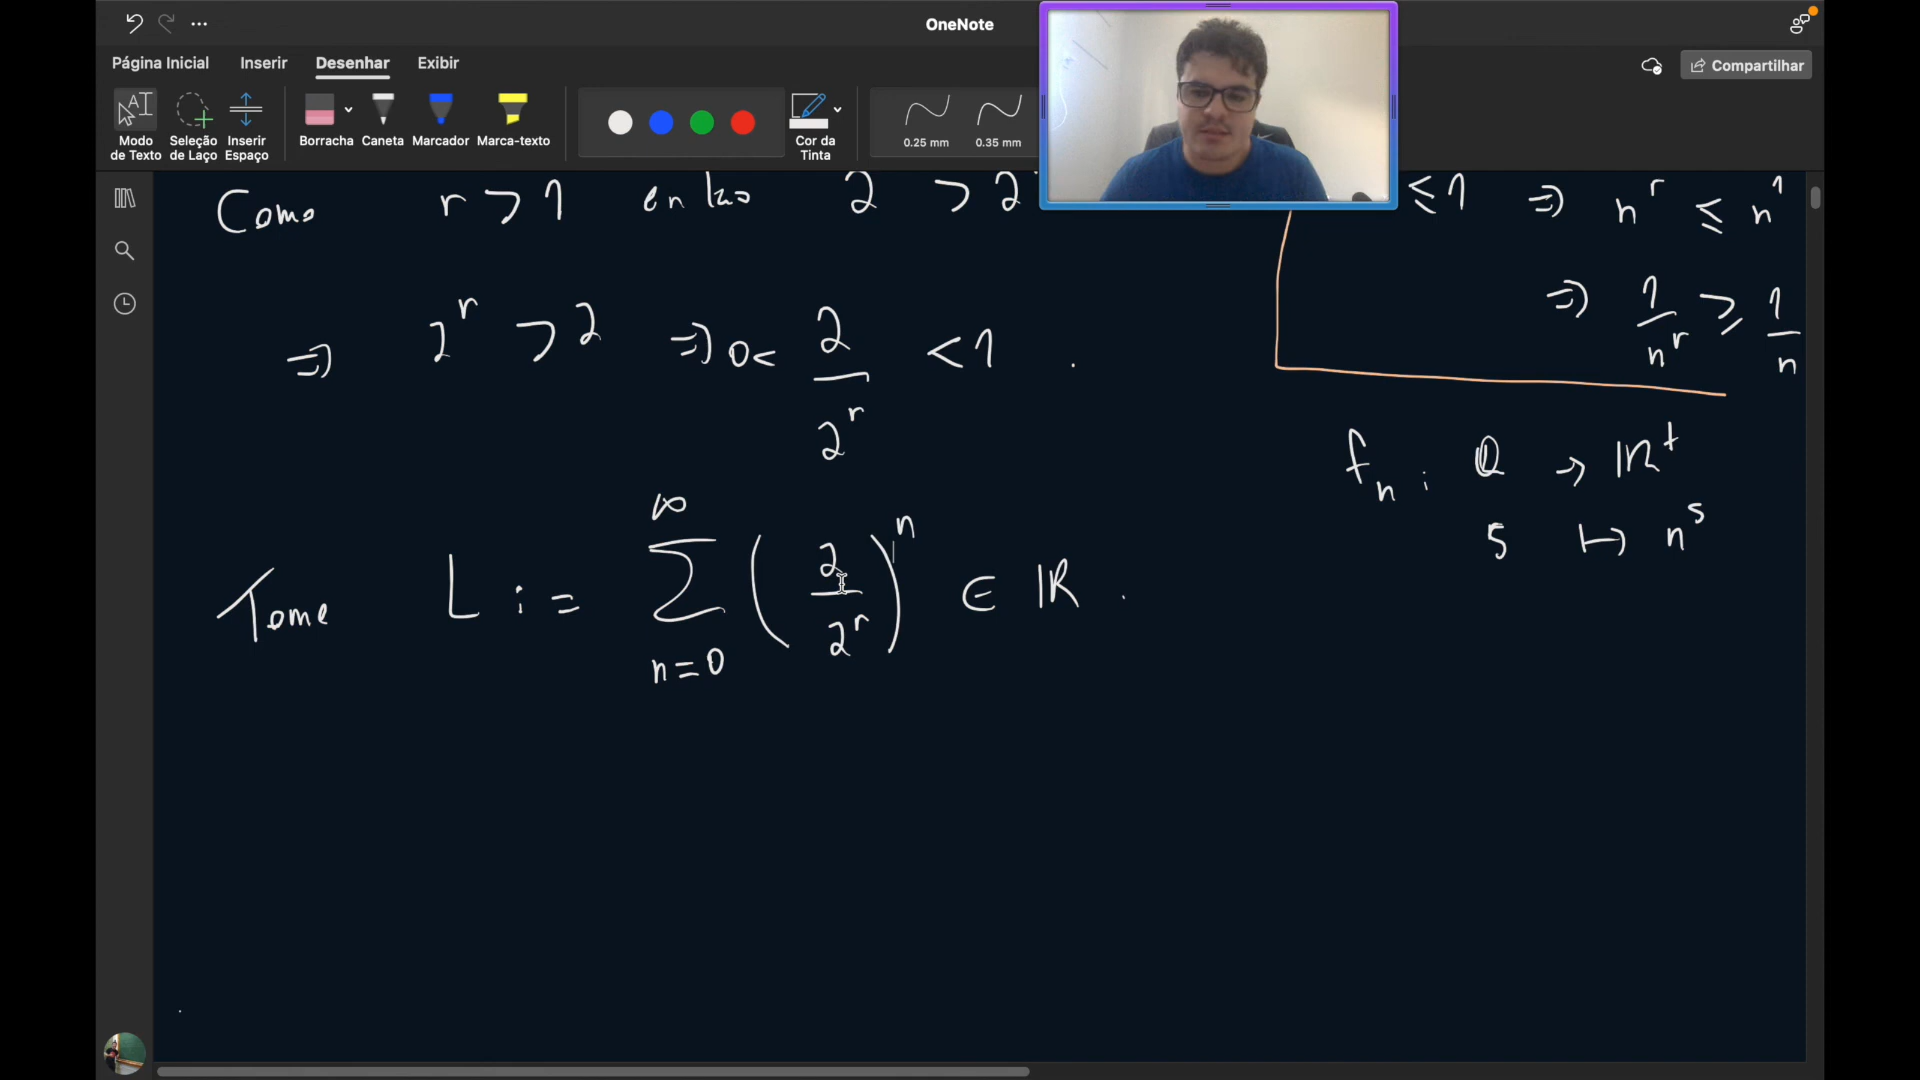 OneNote
Página Inicial Inserir Desenhar Exibir
Compartilhar
Modo de Texto
Seleção de Laço
Inserir Espaço
Borracha
Caneta
Marcador
Marca-texto
Cor da Tinta
0.25 mm
0.35 mm
Como r > 1 então 2 > 2
≤ 1 ⇒ n^r ≤ n^1
⇒ 1/n^r ≥ 1/n
⇒ 2^r > 2 ⇒ 0 < 2/2^r < 1 .
f_n : Q → IR^+
s ↦ n^s
Tome L := ∑_{n=0}^{∞} (2/2^r)^n ∈ IR .